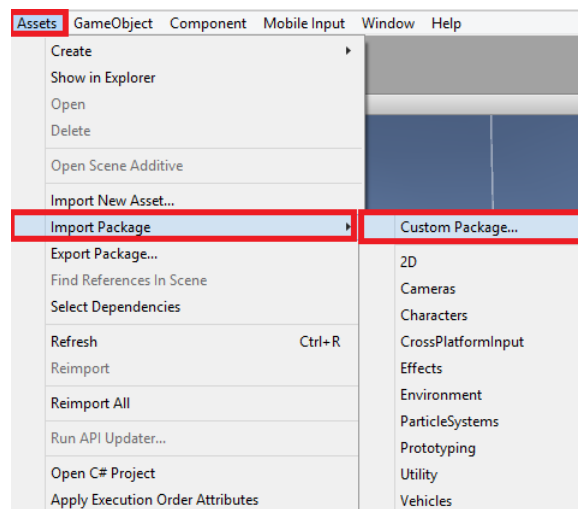 Assets GameObject Component Mobile Input Window Help
Create
Show in Explorer
Open
Delete
Open Scene Additive
Import New Asset...
Import Package
Export Package...
Find References In Scene
Select Dependencies
Refresh Ctrl+R
Reimport
Reimport All
Run API Updater...
Open C# Project
Apply Execution Order Attributes
Custom Package...
2D
Cameras
Characters
CrossPlatformInput
Effects
Environment
ParticleSystems
Prototyping
Utility
Vehicles